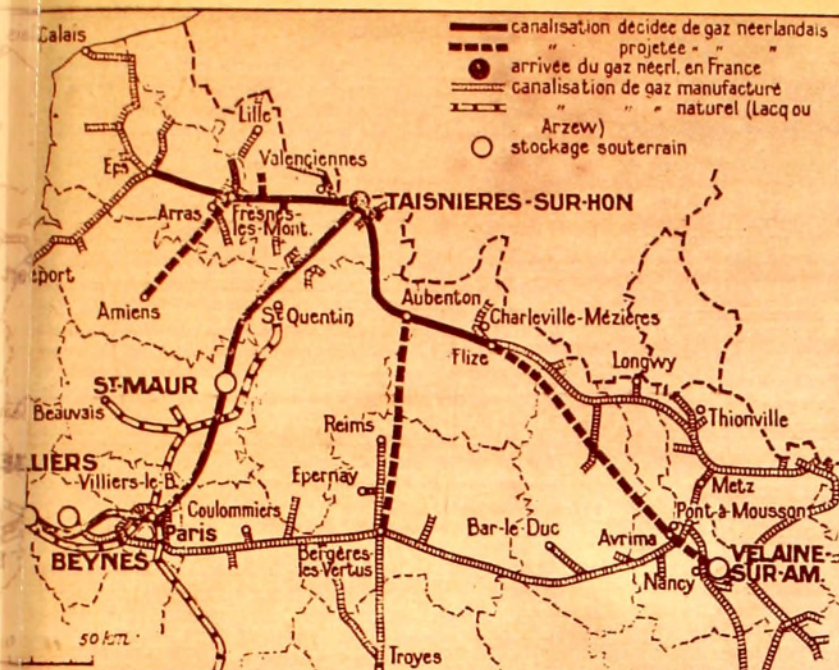 canalisation décidée de gaz néerlandais
" projetée " " "
arrivée du gaz néerl. en France
canalisation de gaz manufacturé
" " " naturel (Lacq ou
Arzew)
stockage souterrain
Calais
Lille
Eps
Valenciennes
TAISNIERES-SUR-HON
Arras
Fresnes-
les-Mont.
Amiens
St Quentin
Aubenton
Charleville-Mézières
Flize
Longwy
ST-MAUR
Beauvais
Thionville
Reims
Villiers-le-B.
Epernay
Metz
Coulommiers
Pont-à-Mousson
Paris
Bar-le-Duc
Avrima
BEYNES
Bergères-
les-Vertus
Nancy
VELAINE-
SUR-AM.
50 km
Troyes